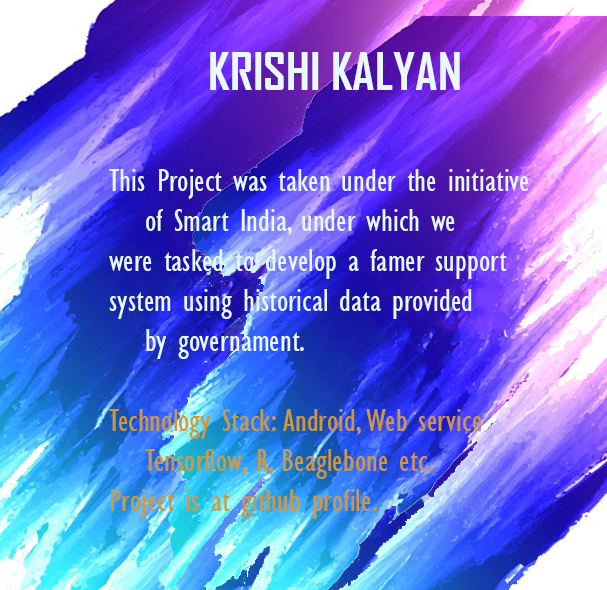 KRISHI KALYAN
This Project was taken under the initiative
of Smart India, under which we
were tasked to develop a famer support
system using historical data provided
by governament.
Technology Stack: Android, Web service
Tensorflow, R, Beaglebone etc.
Project is at github profile.